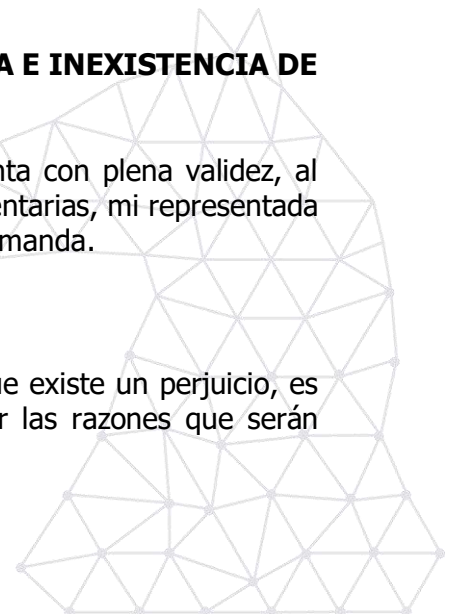 A E INEXISTENCIA DE
nta con plena validez, al
entarias, mi representada
manda.
ue existe un perjuicio, es
r las razones que serán